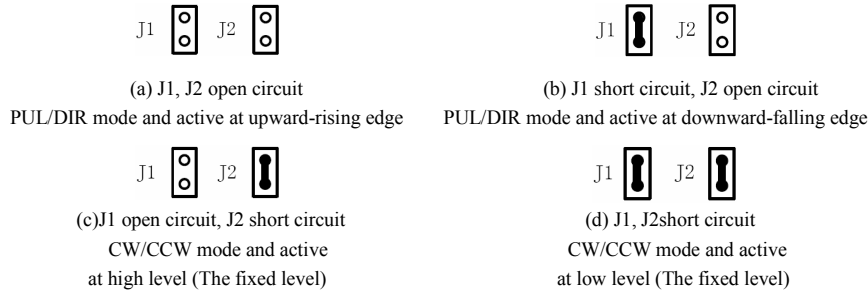 J1 J2 J1 J2
(a) J1, J2 open circuit
PUL/DIR mode and active at upward-rising edge
(b) J1 short circuit, J2 open circuit
PUL/DIR mode and active at downward-falling edge
J1 J2 J1 J2
(c)J1 open circuit, J2 short circuit
CW/CCW mode and active
at high level (The fixed level)
(d) J1, J2short circuit
CW/CCW mode and active
at low level (The fixed level)